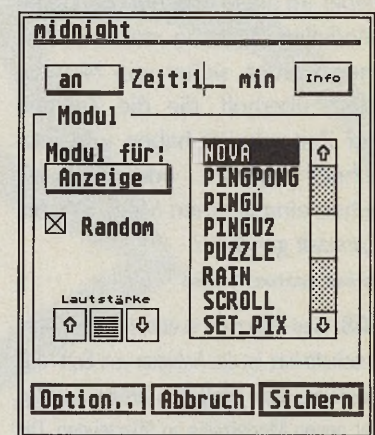 midnight
an Zeit:1__ min Info
Modul
Modul für:
Anzeige
Random
Lautstärke
NOVA
PINGPONG
PINGU
PINGU2
PUZZLE
RAIN
SCROLL
SET_PIX
Option.. Abbruch Sichern